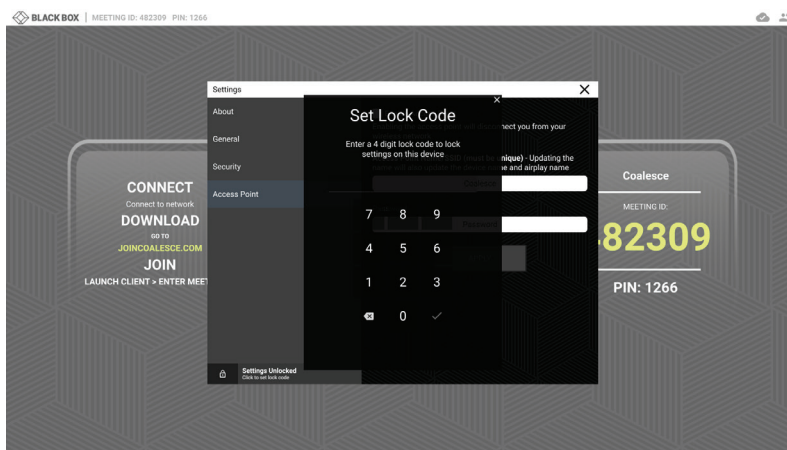 BLACK BOX | MEETING ID: 482309 PIN: 1266
Settings
About
General
Security
Access Point
Settings Unlocked
Click to set lock code
Set Lock Code
Enter a 4 digit lock code to lock
settings on this device
7 8 9
4 5 6
1 2 3
0
nect you from your
unique) - Updating the
e and airplay name
CONNECT
Connect to network
DOWNLOAD
GO TO
JOINCOALESCE.COM
JOIN
LAUNCH CLIENT > ENTER MEET
Coalesce
MEETING ID:
482309
PIN: 1266